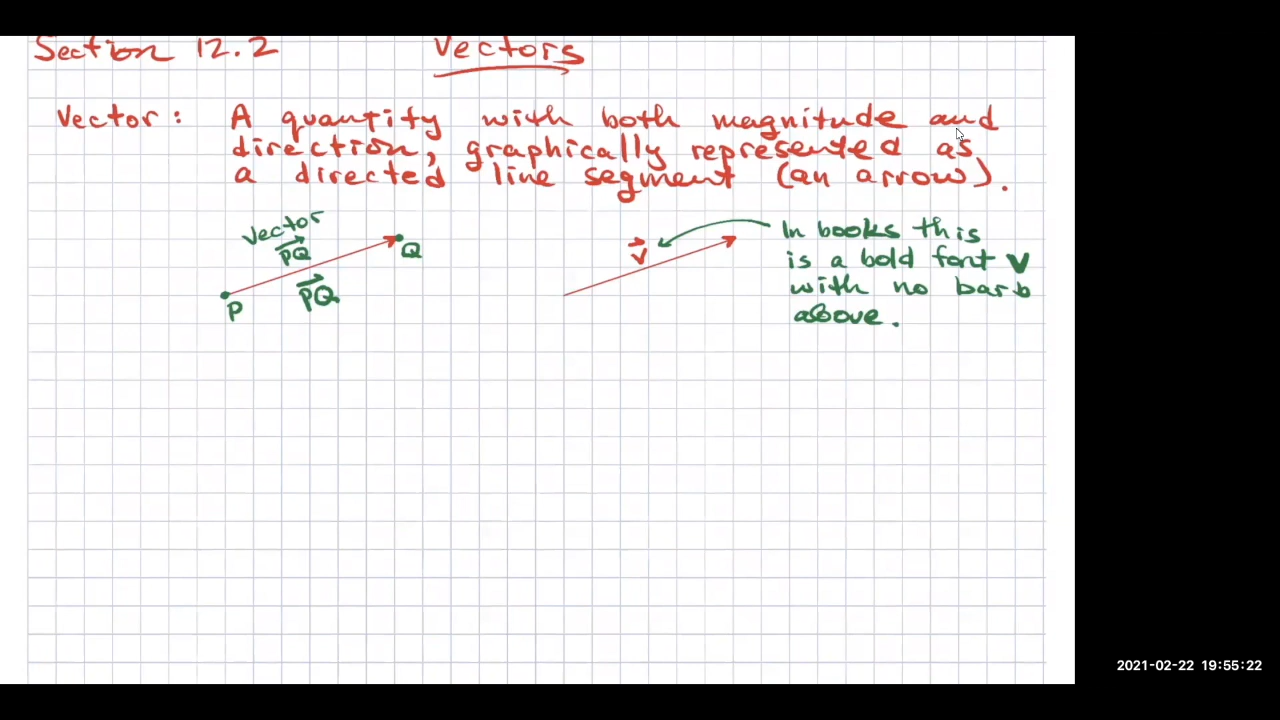 Section 12.2 Vectors
Vector: A quantity with both magnitude and
direction, graphically represented as
a directed line segment (an arrow).
Vector
PQ
Q
PQ
P
v
In books this
is a bold font v
with no barb
above.
2021-02-22 19:55:22